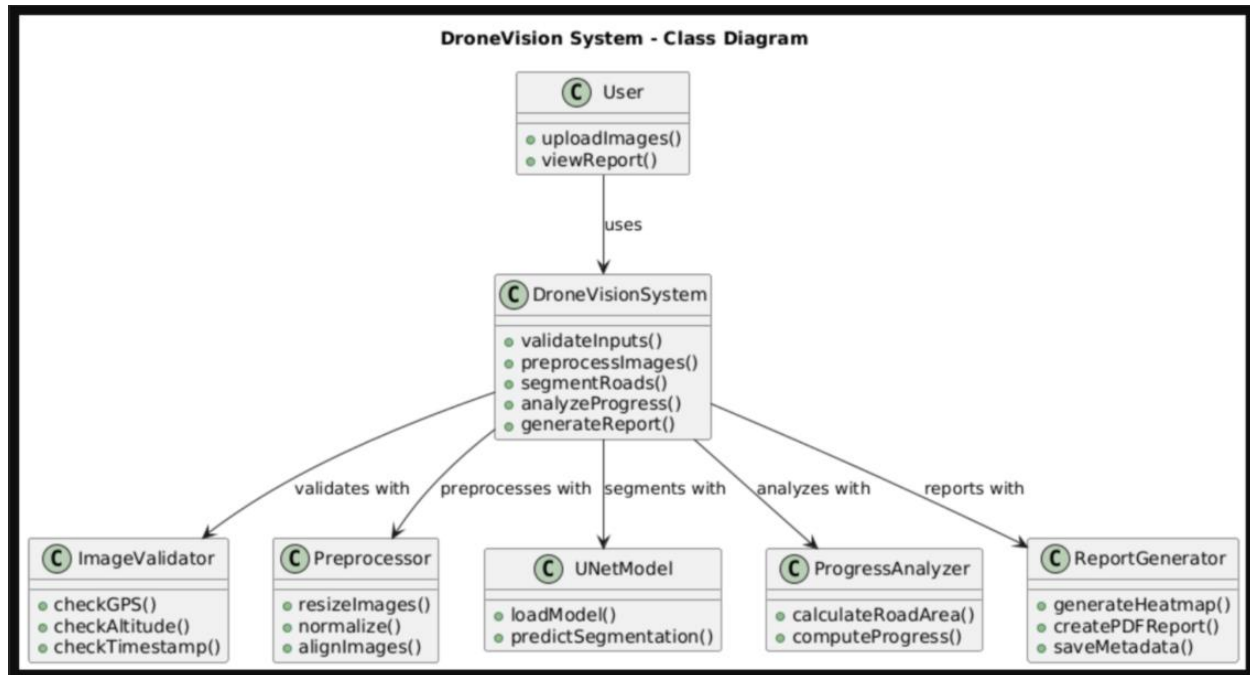 DroneVision System - Class Diagram
C User
uploadImages()
viewReport()
uses
C DroneVisionSystem
validateInputs()
preprocessImages()
segmentRoads()
analyzeProgress()
generateReport()
validates with
preprocesses with
segments with
analyzes with
reports with
C ImageValidator
checkGPS()
checkAltitude()
checkTimestamp()
C Preprocessor
resizeImages()
normalize()
alignImages()
C UNetModel
loadModel()
predictSegmentation()
C ProgressAnalyzer
calculateRoadArea()
computeProgress()
C ReportGenerator
generateHeatmap()
createPDFReport()
saveMetadata()